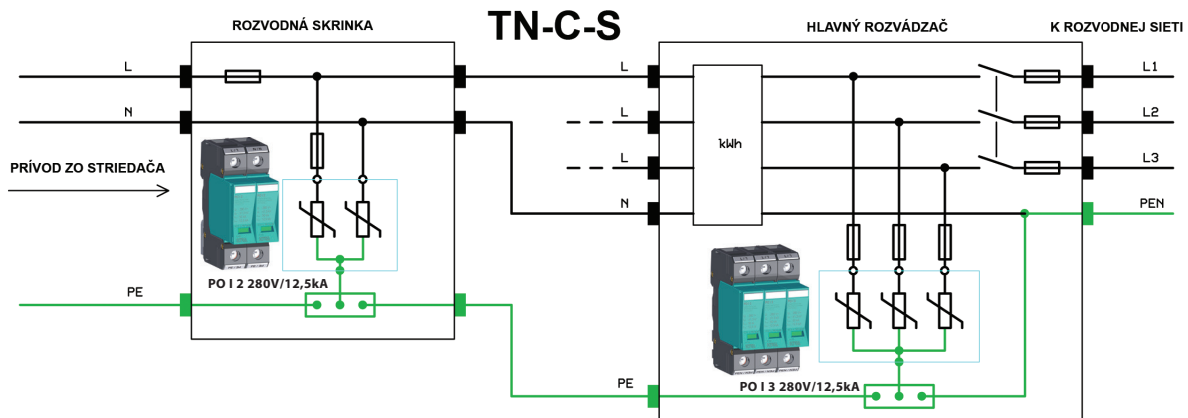 TN-C-S
ROZVODNÁ SKRINKA
HLAVNÝ ROZVÁDZAČ
K ROZVODNEJ SIETI
L
L
L1
N
L
L2
kWh
PRÍVOD ZO STRIEDAČA
L
L3
N
PEN
PO I 2 280V/12,5kA
PE
PE
PO I 3 280V/12,5kA